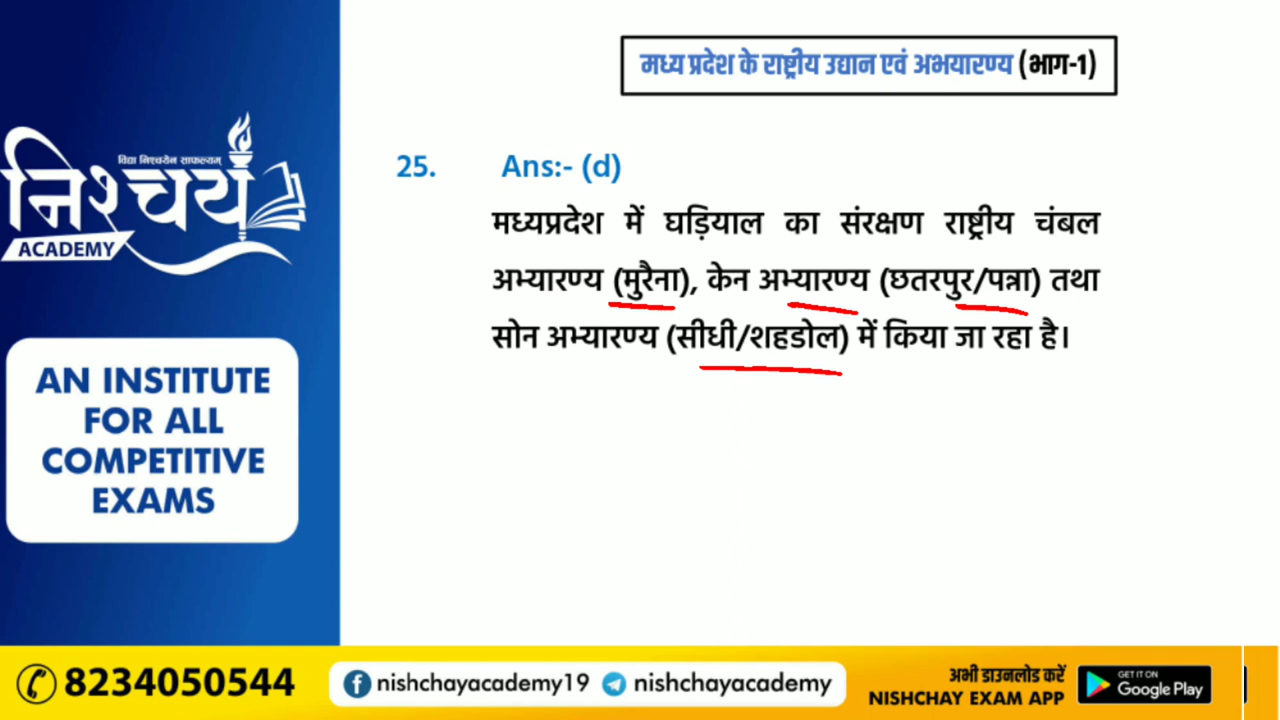 मध्य प्रदेश के राष्ट्रीय उद्यान एवं अभयारण्य (भाग-1)
विद्या निश्चयेन साफल्यम्
निश्चय
ACADEMY
25. Ans:- (d)
मध्यप्रदेश में घड़ियाल का संरक्षण राष्ट्रीय चंबल
अभ्यारण्य (मुरैना), केन अभ्यारण्य (छतरपुर/पन्ना) तथा
सोन अभ्यारण्य (सीधी/शहडोल) में किया जा रहा है।
AN INSTITUTE
FOR ALL
COMPETITIVE
EXAMS
8234050544
nishchayacademy19
nishchayacademy
अभी डाउनलोड करें
NISHCHAY EXAM APP
GET IT ON
Google Play